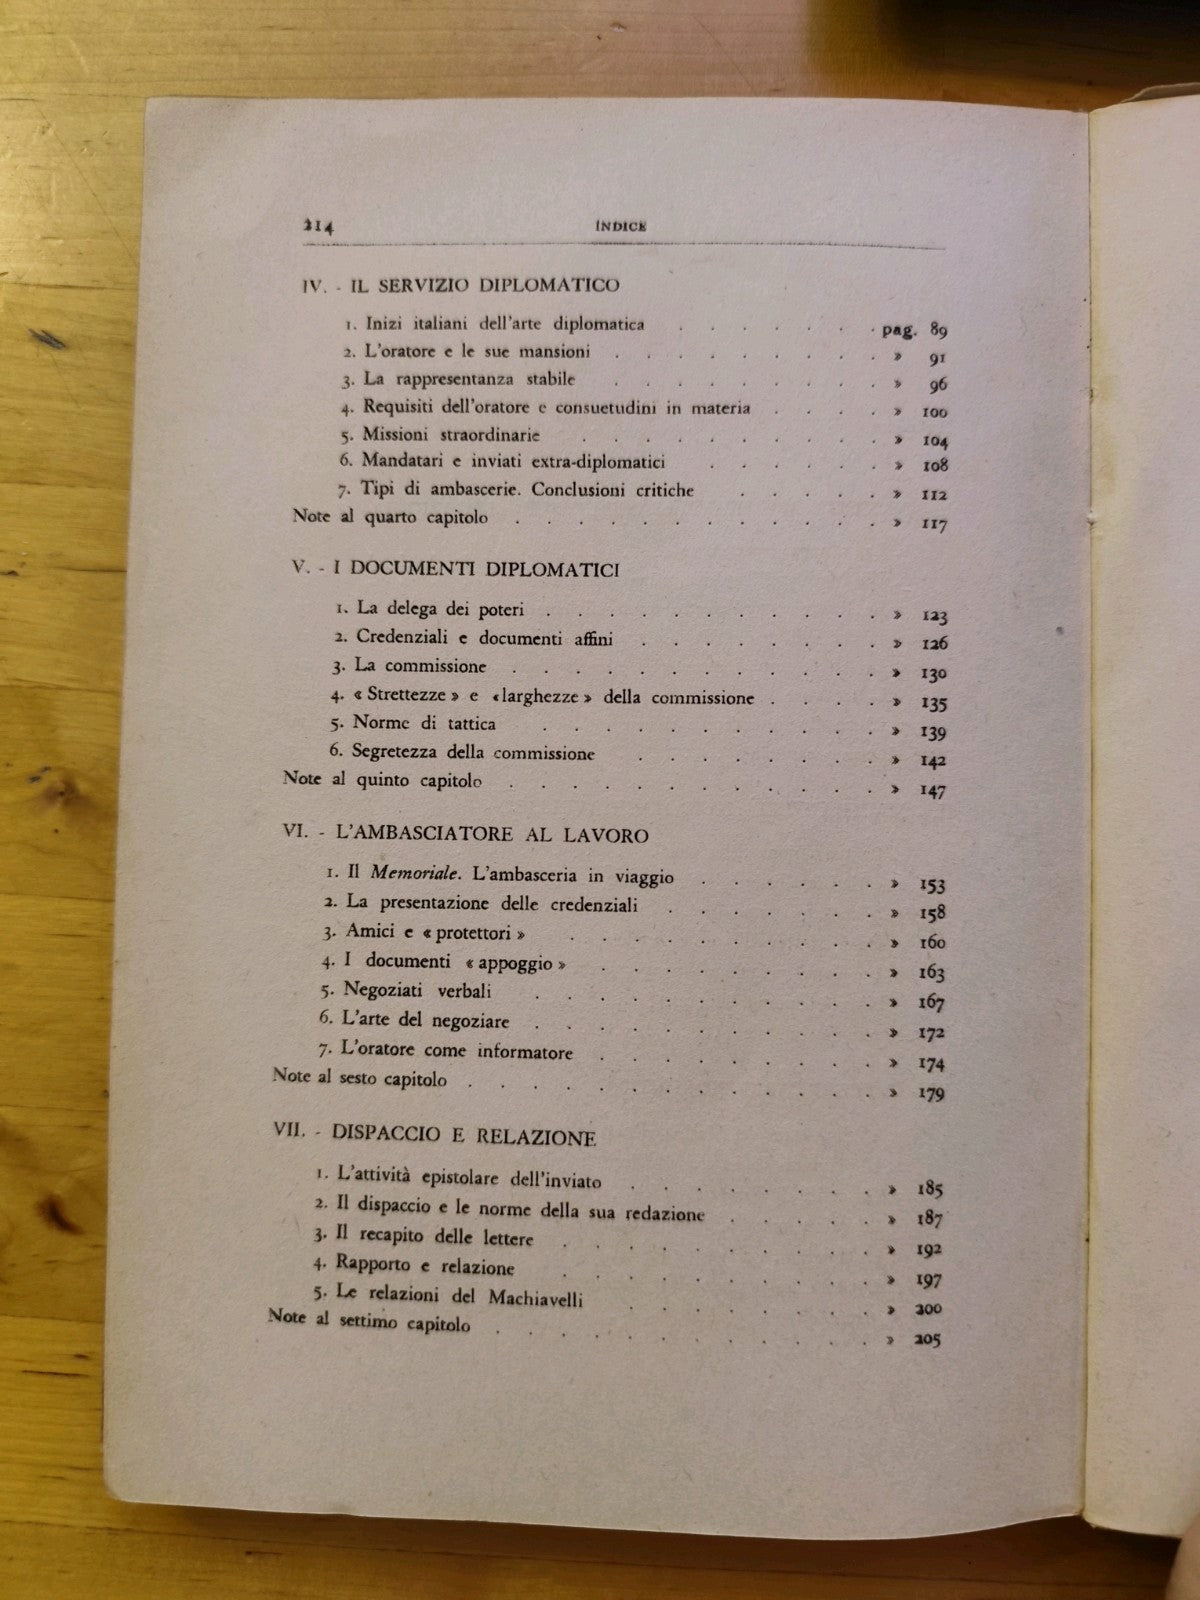 214 INDICE
IV. - IL SERVIZIO DIPLOMATICO
1. Inizi italiani dell'arte diplomatica . . . . . . . pag. 89
2. L'oratore e le sue mansioni . . . . . . . . . » 91
3. La rappresentanza stabile . . . . . . . . . » 96
4. Requisiti dell'oratore e consuetudini in materia . . . . » 100
5. Missioni straordinarie . . . . . . . . . . » 104
6. Mandatari e inviati extra-diplomatici . . . . . . » 108
7. Tipi di ambascerie. Conclusioni critiche . . . . . » 112
Note al quarto capitolo . . . . . . . . . . . . » 117
V. - I DOCUMENTI DIPLOMATICI
1. La delega dei poteri . . . . . . . . . . . » 123
2. Credenziali e documenti affini . . . . . . . . » 126
3. La commissione . . . . . . . . . . . . » 130
4. « Strettezze » e « larghezze » della commissione . . . . » 135
5. Norme di tattica . . . . . . . . . . . » 139
6. Segretezza della commissione . . . . . . . . » 142
Note al quinto capitolo . . . . . . . . . . . . » 147
VI. - L'AMBASCIATORE AL LAVORO
1. Il Memoriale. L'ambasceria in viaggio . . . . . . » 153
2. La presentazione delle credenziali . . . . . . . » 158
3. Amici e « protettori » . . . . . . . . . . » 160
4. I documenti « appoggio » . . . . . . . . . » 163
5. Negoziati verbali . . . . . . . . . . . » 167
6. L'arte del negoziare . . . . . . . . . . . » 172
7. L'oratore come informatore . . . . . . . . . » 174
Note al sesto capitolo . . . . . . . . . . . . . » 179
VII. - DISPACCIO E RELAZIONE
1. L'attività epistolare dell'inviato . . . . . . . . » 185
2. Il dispaccio e le norme della sua redazione . . . . . » 187
3. Il recapito delle lettere . . . . . . . . . . » 192
4. Rapporto e relazione . . . . . . . . . . » 197
5. Le relazioni del Machiavelli . . . . . . . . » 200
Note al settimo capitolo . . . . . . . . . . . . » 205